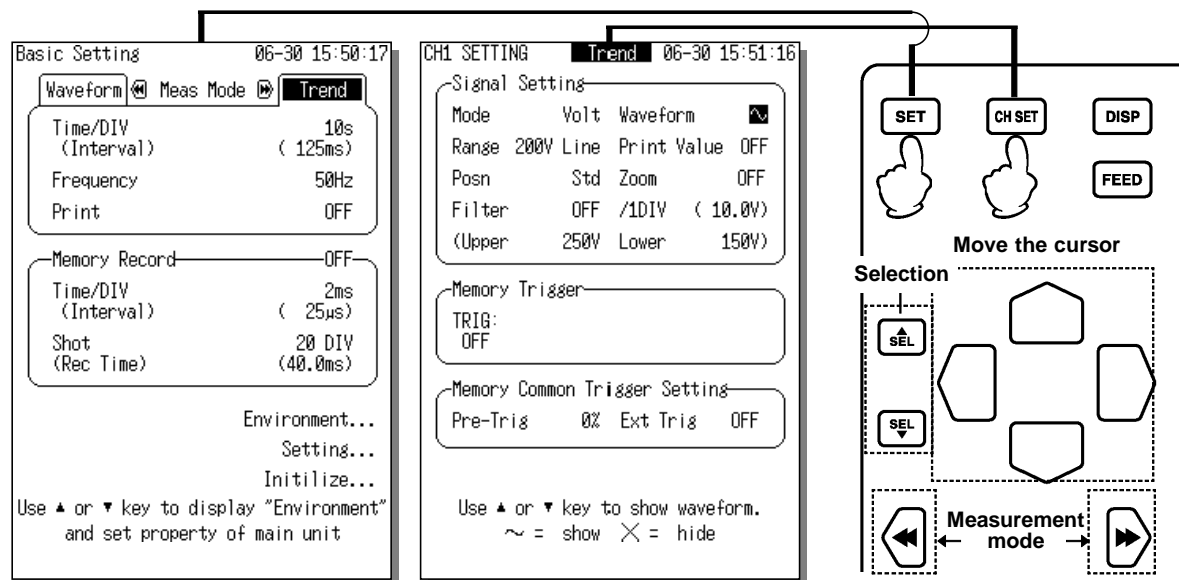 Basic Setting 06-30 15:50:17
Waveform Meas Mode Trend
Time/DIV 10s
(Interval) ( 125ms)
Frequency 50Hz
Print OFF
Memory Record OFF
Time/DIV 2ms
(Interval) ( 25µs)
Shot 20 DIV
(Rec Time) (40.0ms)
Environment...
Setting...
Initilize...
Use ▲ or ▼ key to display "Environment"
and set property of main unit
CH1 SETTING Trend 06-30 15:51:16
Signal Setting
Mode Volt Waveform ~
Range 200V Line Print Value OFF
Posn Std Zoom OFF
Filter OFF /1DIV ( 10.0V)
(Upper 250V Lower 150V)
Memory Trigger
TRIG:
OFF
Memory Common Trigger Setting
Pre-Trig 0% Ext Trig OFF
Use ▲ or ▼ key to show waveform.
~ = show X = hide
SET CH SET DISP
FEED
Move the cursor
Selection
SEL
SEL
Measurement
mode